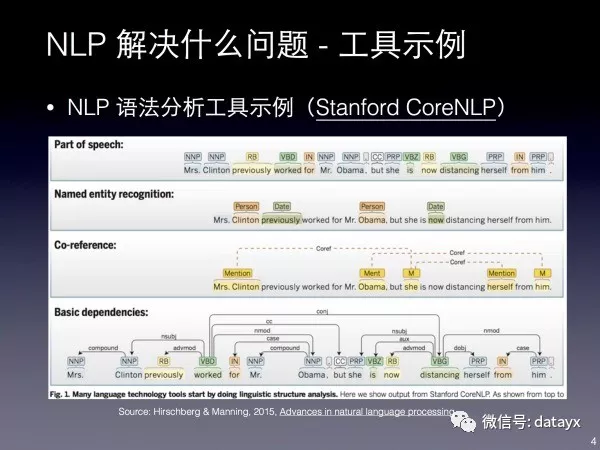 NLP 解决什么问题 - 工具示例
• NLP 语法分析工具示例（Stanford CoreNLP）
Part of speech:
NNP NNP RB VBD IN NNP NNP , CC PRP VBZ RB VBG PRP IN PRP .
Mrs. Clinton previously worked for Mr. Obama, but she is now distancing herself from him.
Named entity recognition:
Person Date Person Date
Mrs. Clinton previously worked for Mr. Obama, but she is now distancing herself from him.
Co-reference:
Coref
Coref
Coref
Mention Ment M Mention M
Mrs. Clinton previously worked for Mr. Obama, but she is now distancing herself from him.
Basic dependencies:
conj
cc
nsubj nmod nsubj nmod
case aux
compound advmod compound advmod dobj case
NNP NNP RB VBD IN NNP NNP , CC PRP VBZ RB VBG PRP IN PRP .
Mrs. Clinton previously worked for Mr. Obama, but she is now distancing herself from him.
Fig. 1. Many language technology tools start by doing linguistic structure analysis. Here we show output from Stanford CoreNLP. As shown from top to
Source: Hirschberg & Manning, 2015, Advances in natural language processing
微信号: datayx
4